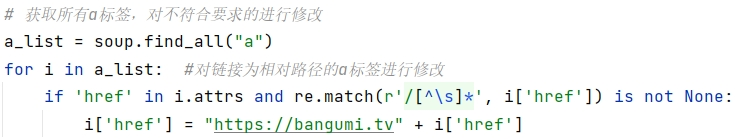 # 获取所有a标签，对不符合要求的进行修改
a_list = soup.find_all("a")
for i in a_list:  #对链接为相对路径的a标签进行修改
    if 'href' in i.attrs and re.match(r'/[^\s]*', i['href']) is not None:
        i['href'] = "https://bangumi.tv" + i['href']